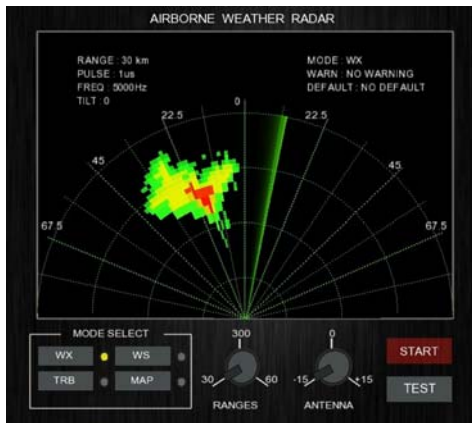 AIRBORNE WEATHER RADAR
RANGE : 30 km
PULSE : 1us
FREQ : 5000Hz
TILT : 0
MODE : WX
WARN : NO WARNING
DEFAULT : NO DEFAULT
0
22.5
22.5
45
45
67.5
67.5
MODE SELECT
WX
WS
TRB
MAP
300
30
60
RANGES
0
-15
+15
ANTENNA
START
TEST